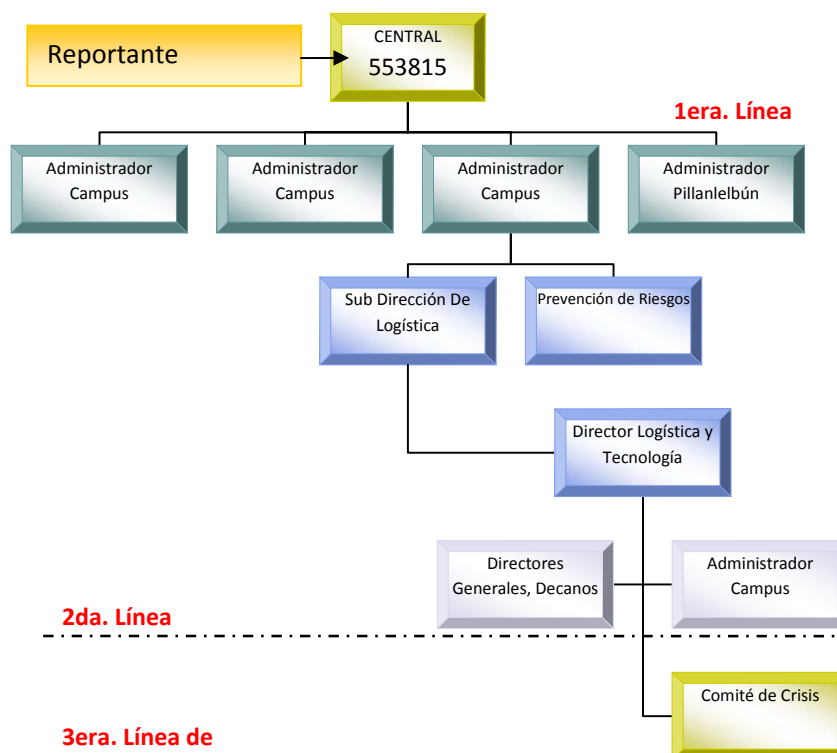 Reportante
CENTRAL
553815
1era. Línea
Administrador
Campus
Administrador
Campus
Administrador
Campus
Administrador
Pillanlelbún
Sub Dirección De
Logística
Prevención de Riesgos
Director Logística y
Tecnología
Directores
Generales, Decanos
Administrador
Campus
2da. Línea
Comité de Crisis
3era. Línea de